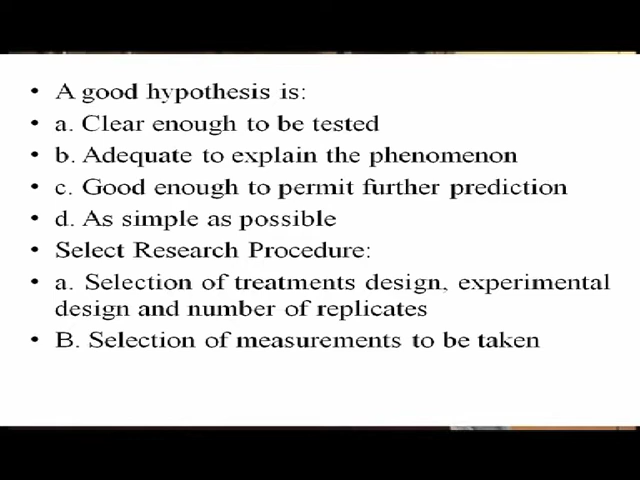 • A good hypothesis is:
• a. Clear enough to be tested
• b. Adequate to explain the phenomenon
• c. Good enough to permit further prediction
• d. As simple as possible
• Select Research Procedure:
• a. Selection of treatments design, experimental
design and number of replicates
• B. Selection of measurements to be taken